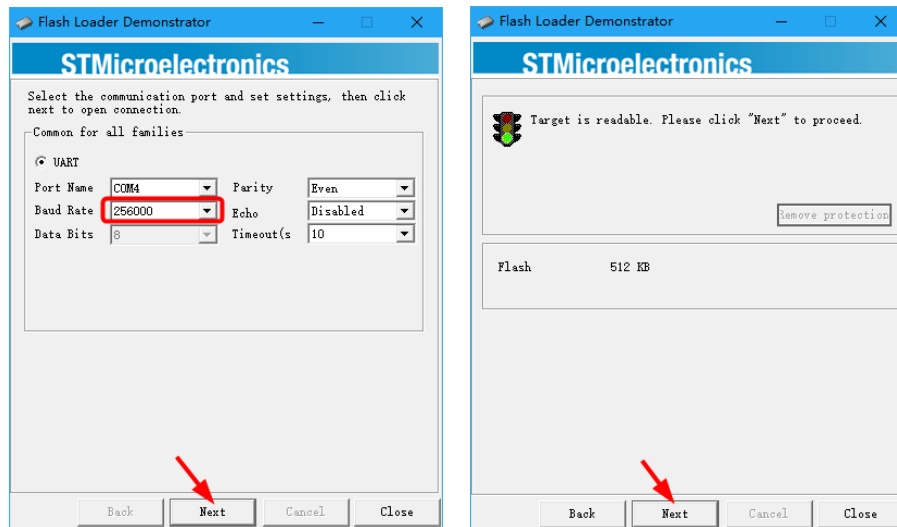 Flash Loader Demonstrator
STMicroelectronics
Select the communication port and set settings, then click
next to open connection.
Common for all families
UART
Port Name COM4 Parity Even
Baud Rate 256000 Echo Disabled
Data Bits 8 Timeout(s 10
Back Next Cancel Close
Flash Loader Demonstrator
STMicroelectronics
Target is readable. Please click "Next" to proceed.
Remove protection
Flash 512 KB
Back Next Cancel Close